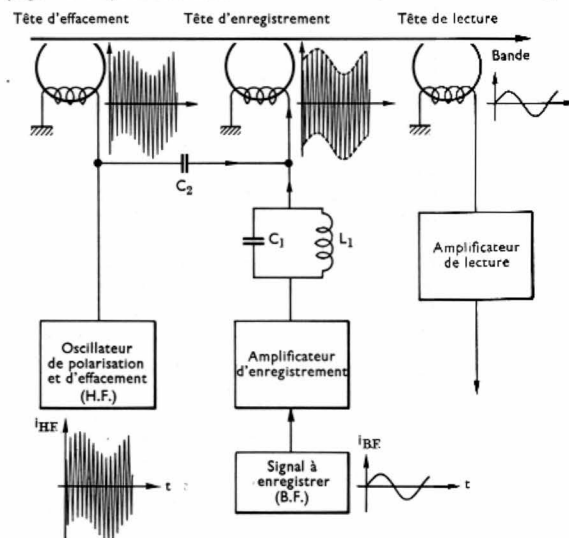 Tête d'effacement
Tête d'enregistrement
Tête de lecture
Bande
C2
C1
L1
Amplificateur
de lecture
Oscillateur
de polarisation
et d'effacement
(H.F.)
Amplificateur
d'enregistrement
iHF
t
Signal à
enregistrer
(B.F.)
iBF
t